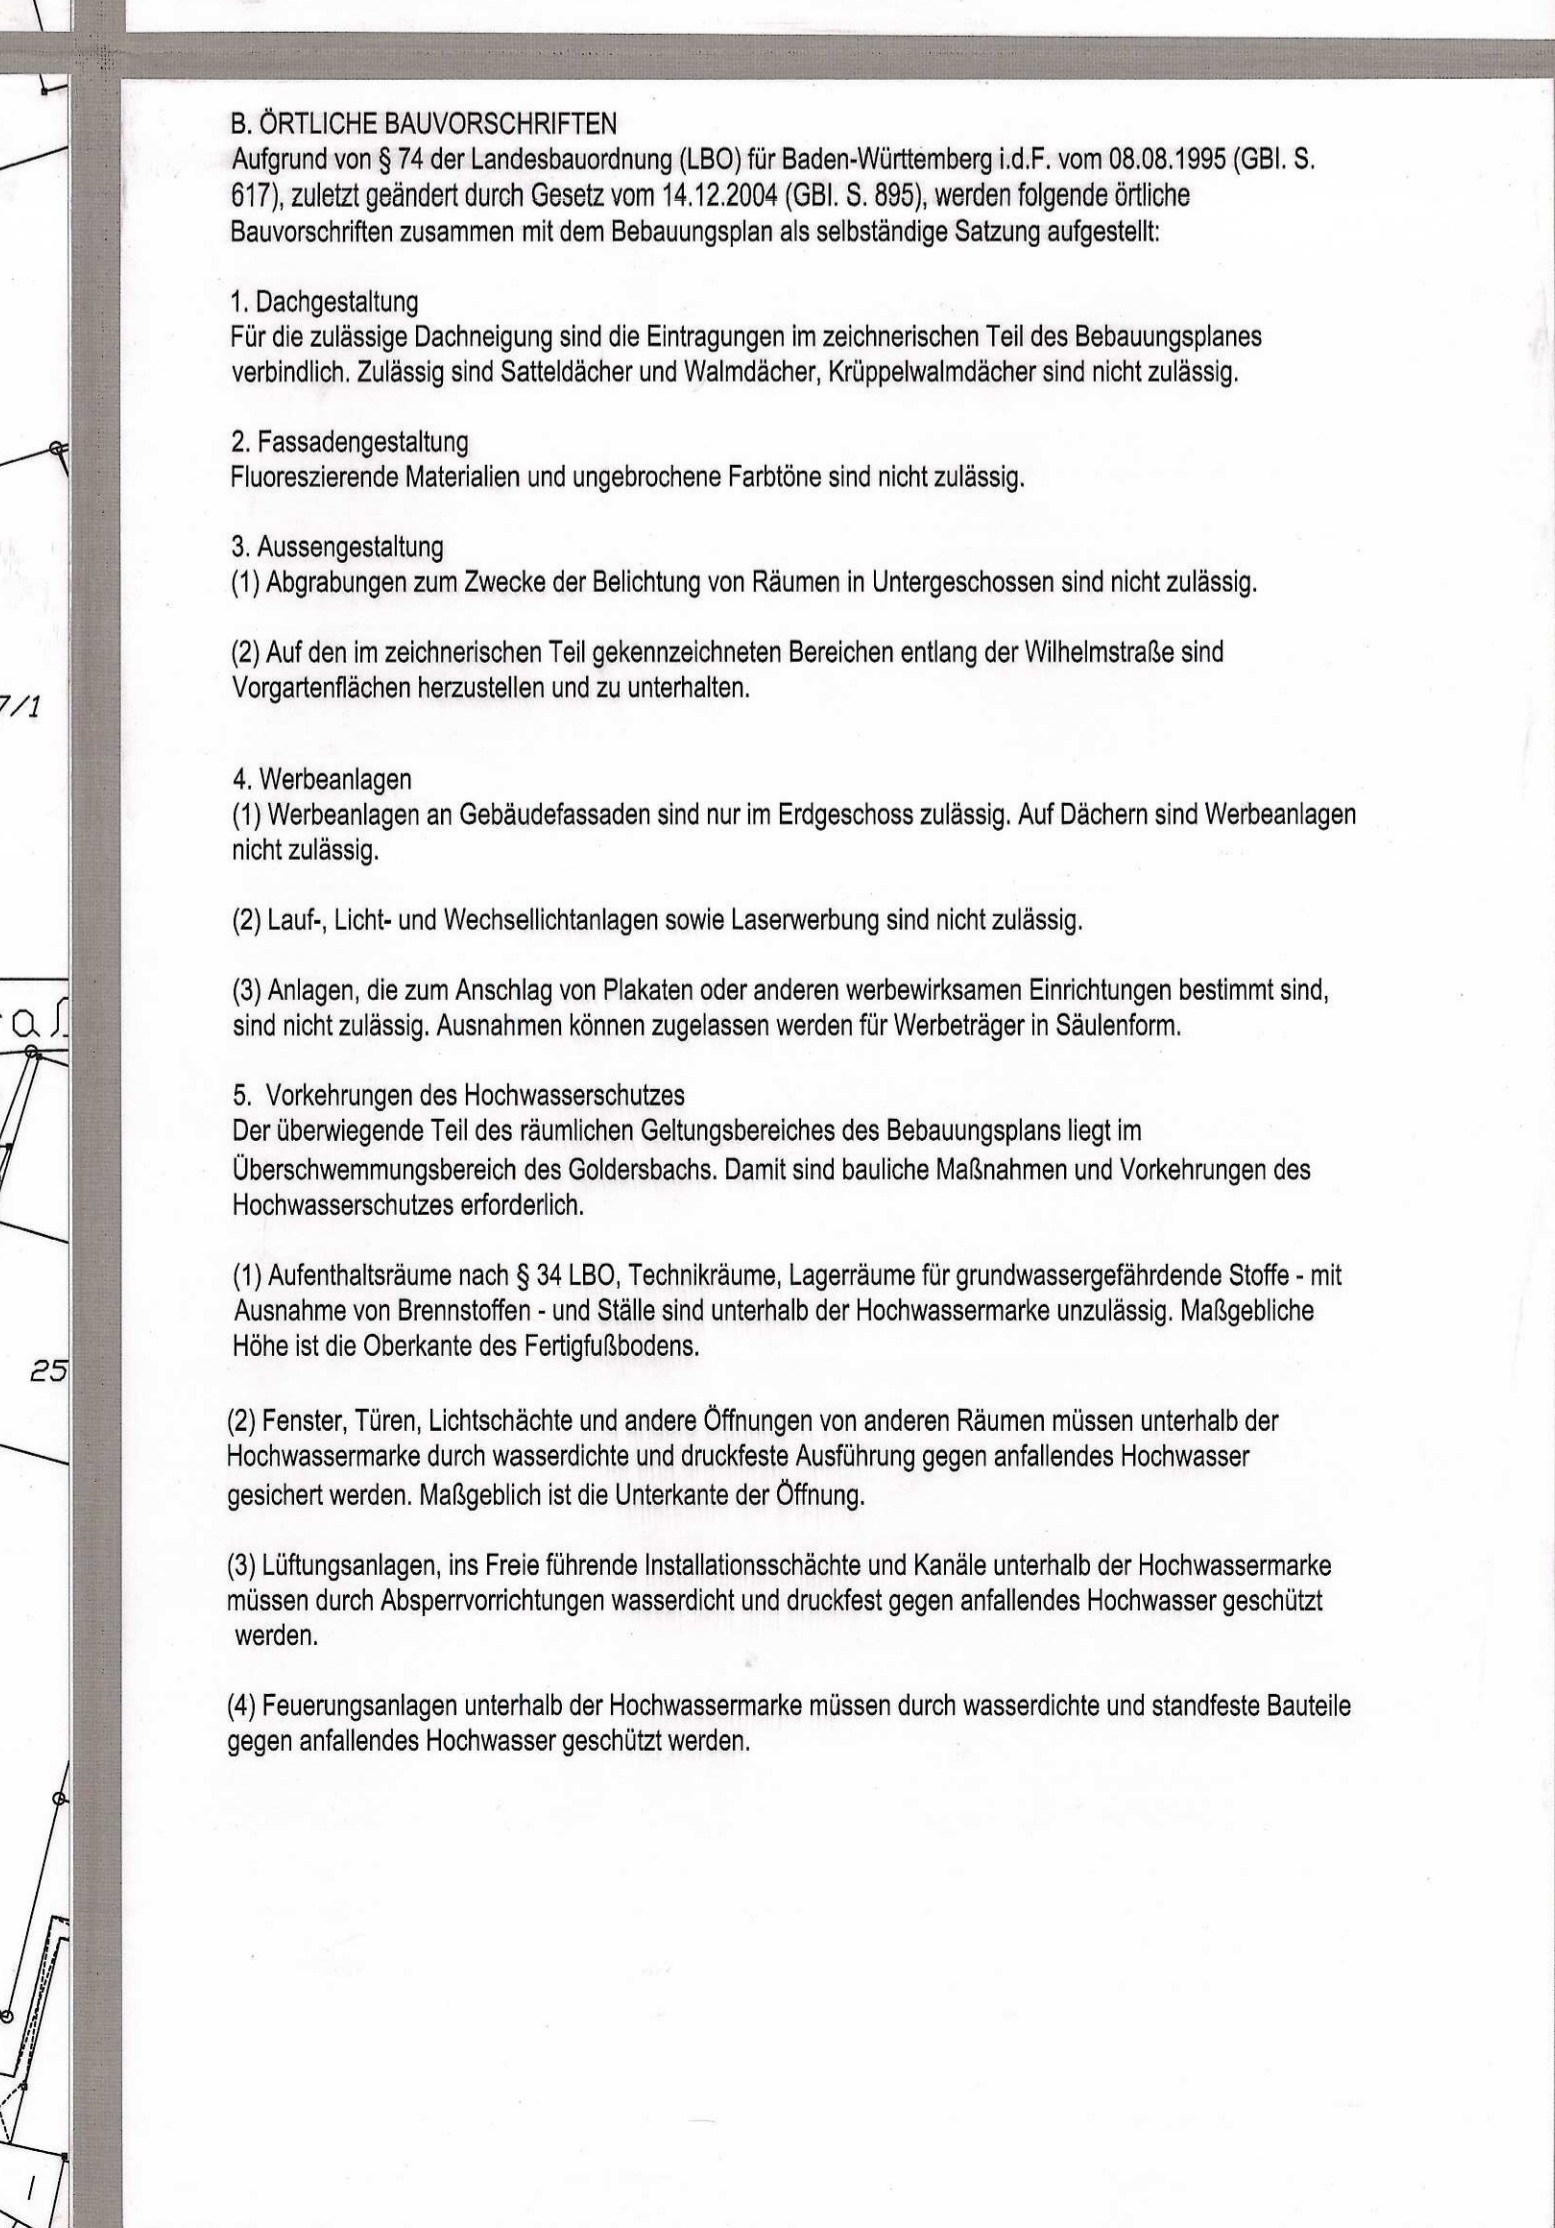 B. ÖRTLICHE BAUVORSCHRIFTEN
Aufgrund von § 74 der Landesbauordnung (LBO) für Baden-Württemberg i.d.F. vom 08.08.1995 (GBl. S.
617), zuletzt geändert durch Gesetz vom 14.12.2004 (GBl. S. 895), werden folgende örtliche
Bauvorschriften zusammen mit dem Bebauungsplan als selbständige Satzung aufgestellt:
1. Dachgestaltung
Für die zulässige Dachneigung sind die Eintragungen im zeichnerischen Teil des Bebauungsplanes
verbindlich. Zulässig sind Satteldächer und Walmdächer, Krüppelwalmdächer sind nicht zulässig.
2. Fassadengestaltung
Fluoreszierende Materialien und ungebrochene Farbtöne sind nicht zulässig.
3. Aussengestaltung
(1) Abgrabungen zum Zwecke der Belichtung von Räumen in Untergeschossen sind nicht zulässig.
(2) Auf den im zeichnerischen Teil gekennzeichneten Bereichen entlang der Wilhelmstraße sind
Vorgartenflächen herzustellen und zu unterhalten.
7/1
4. Werbeanlagen
(1) Werbeanlagen an Gebäudefassaden sind nur im Erdgeschoss zulässig. Auf Dächern sind Werbeanlagen
nicht zulässig.
(2) Lauf-, Licht- und Wechsellichtanlagen sowie Laserwerbung sind nicht zulässig.
(3) Anlagen, die zum Anschlag von Plakaten oder anderen werbewirksamen Einrichtungen bestimmt sind,
sind nicht zulässig. Ausnahmen können zugelassen werden für Werbeträger in Säulenform.
5. Vorkehrungen des Hochwasserschutzes
Der überwiegende Teil des räumlichen Geltungsbereiches des Bebauungsplans liegt im
Überschwemmungsbereich des Goldersbachs. Damit sind bauliche Maßnahmen und Vorkehrungen des
Hochwasserschutzes erforderlich.
(1) Aufenthaltsräume nach § 34 LBO, Technikräume, Lagerräume für grundwassergefährdende Stoffe - mit
Ausnahme von Brennstoffen - und Ställe sind unterhalb der Hochwassermarke unzulässig. Maßgebliche
Höhe ist die Oberkante des Fertigfußbodens.
25
(2) Fenster, Türen, Lichtschächte und andere Öffnungen von anderen Räumen müssen unterhalb der
Hochwassermarke durch wasserdichte und druckfeste Ausführung gegen anfallendes Hochwasser
gesichert werden. Maßgeblich ist die Unterkante der Öffnung.
(3) Lüftungsanlagen, ins Freie führende Installationsschächte und Kanäle unterhalb der Hochwassermarke
müssen durch Absperrvorrichtungen wasserdicht und druckfest gegen anfallendes Hochwasser geschützt
werden.
(4) Feuerungsanlagen unterhalb der Hochwassermarke müssen durch wasserdichte und standfeste Bauteile
gegen anfallendes Hochwasser geschützt werden.